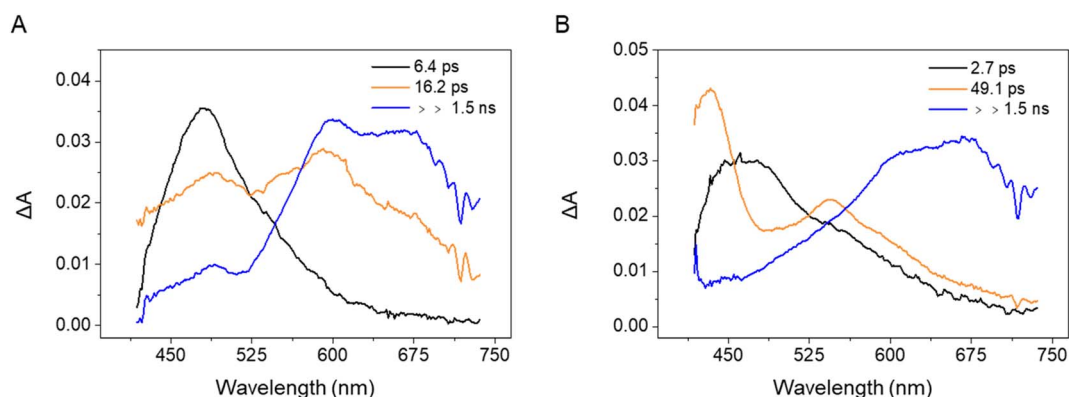 A
6.4 ps
16.2 ps
> > 1.5 ns
0.04
0.03
0.02
0.01
0.00
ΔA
450
525
600
675
750
Wavelength (nm)
B
2.7 ps
49.1 ps
> > 1.5 ns
0.05
0.04
0.03
0.02
0.01
0.00
ΔA
450
525
600
675
750
Wavelength (nm)